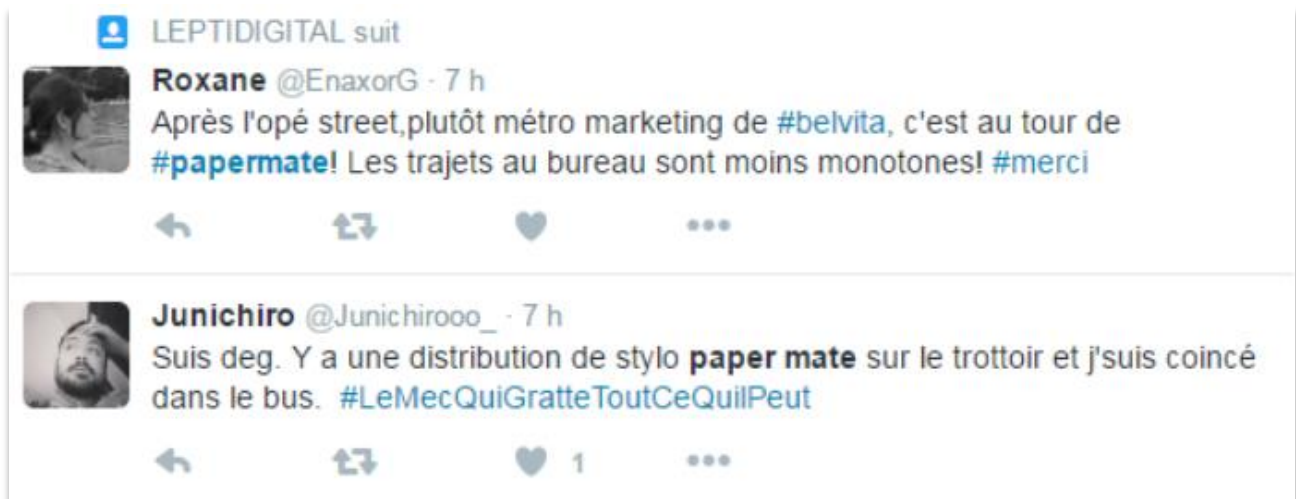 LEPTIDIGITAL suit
Roxane @EnaxorG · 7 h
Après l'opé street,plutôt métro marketing de #belvita, c'est au tour de
#papermate! Les trajets au bureau sont moins monotones! #merci
Junichiro @Junichirooo_ · 7 h
Suis deg. Y a une distribution de stylo paper mate sur le trottoir et j'suis coincé
dans le bus. #LeMecQuiGratteToutCeQuilPeut
1